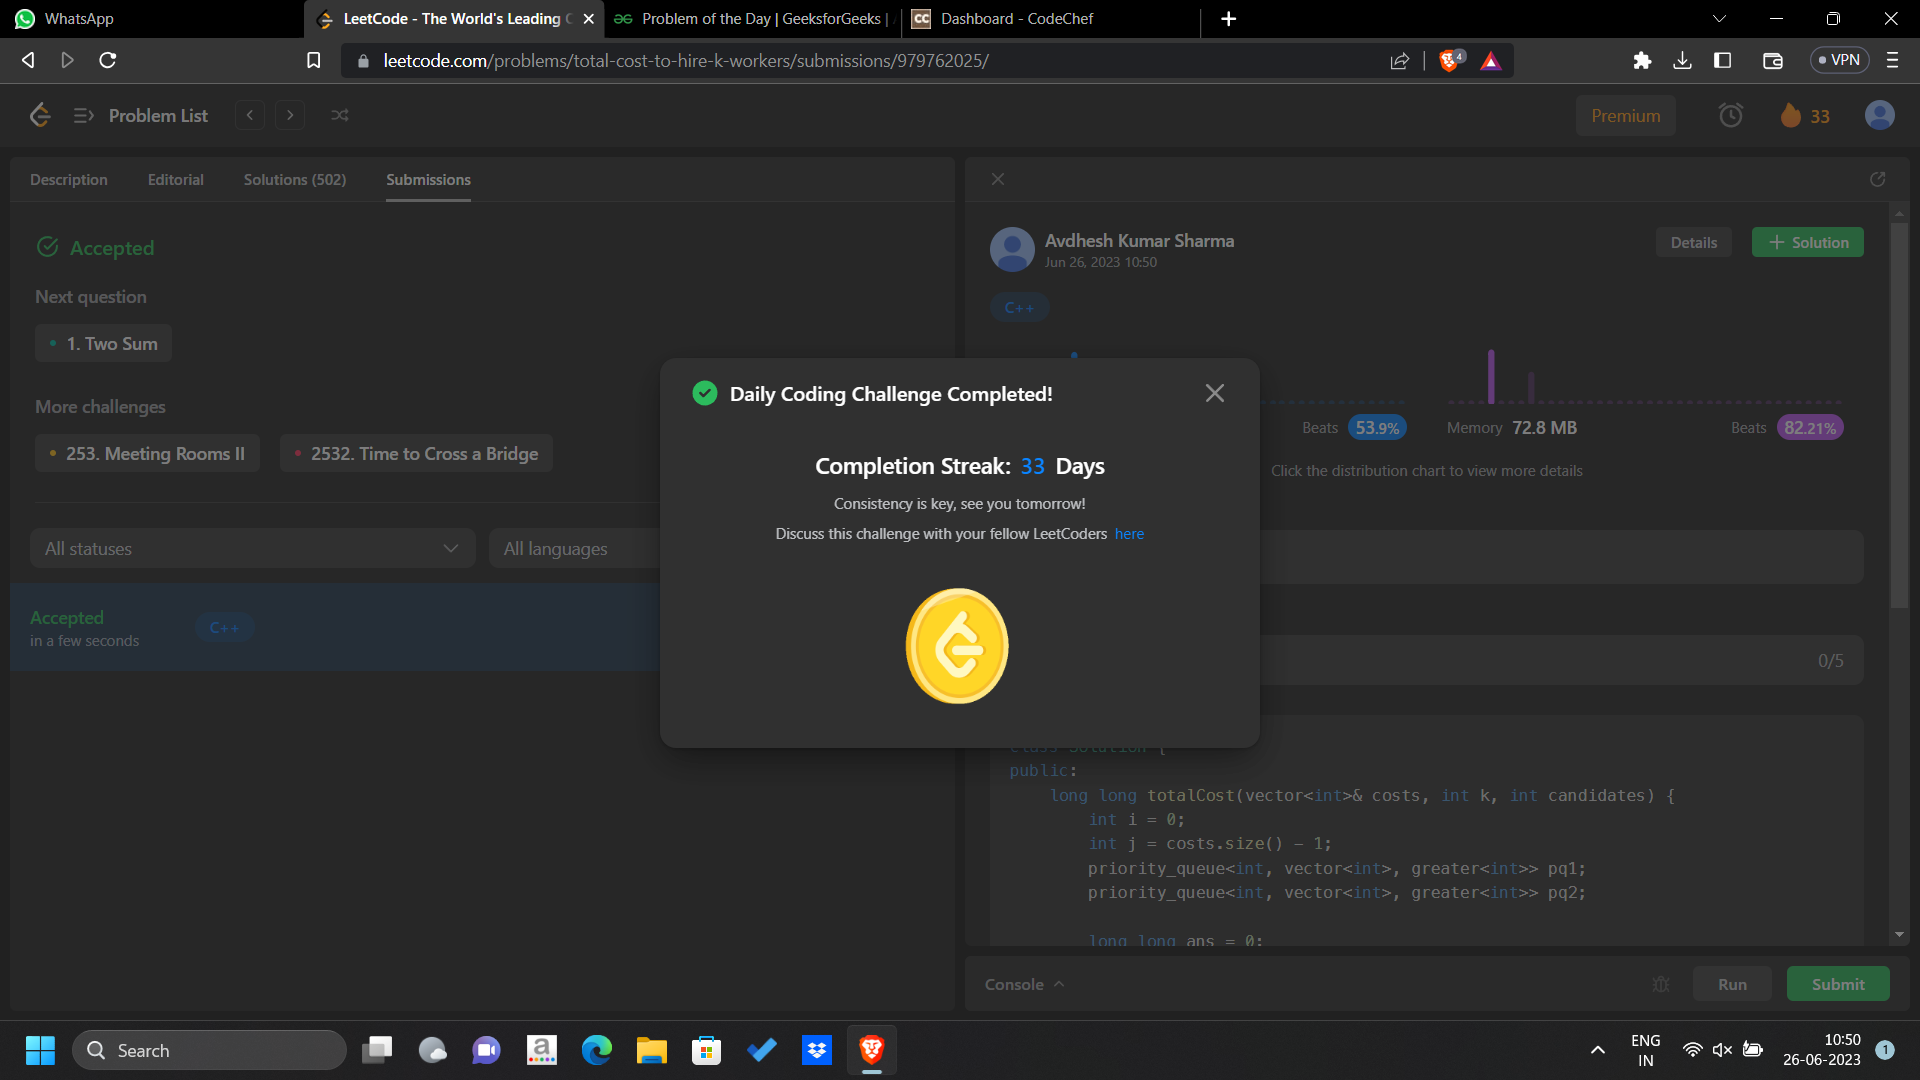 WhatsApp
LeetCode - The World's Leading
Problem of the Day | GeeksforGeeks |
CC Dashboard - CodeChef
leetcode.com/problems/total-cost-to-hire-k-workers/submissions/979762025/
4
VPN
Problem List
Premium
33
Description
Editorial
Solutions (502)
Submissions
Accepted
Next question
1. Two Sum
More challenges
253. Meeting Rooms II
2532. Time to Cross a Bridge
All statuses
All languages
Accepted
in a few seconds
C++
Avdhesh Kumar Sharma
Jun 26, 2023 10:50
Details
Solution
C++
Beats 53.9%
Memory 72.8 MB
Beats 82.21%
Click the distribution chart to view more details
Daily Coding Challenge Completed!
Completion Streak: 33 Days
Consistency is key, see you tomorrow!
Discuss this challenge with your fellow LeetCoders here
0/5
class Solution {
public:
long long totalCost(vector<int>& costs, int k, int candidates) {
int i = 0;
int j = costs.size() - 1;
priority_queue<int, vector<int>, greater<int>> pq1;
priority_queue<int, vector<int>, greater<int>> pq2;
long long ans = 0;
Console
Run
Submit
Search
a
ENG
IN
10:50
26-06-2023
1